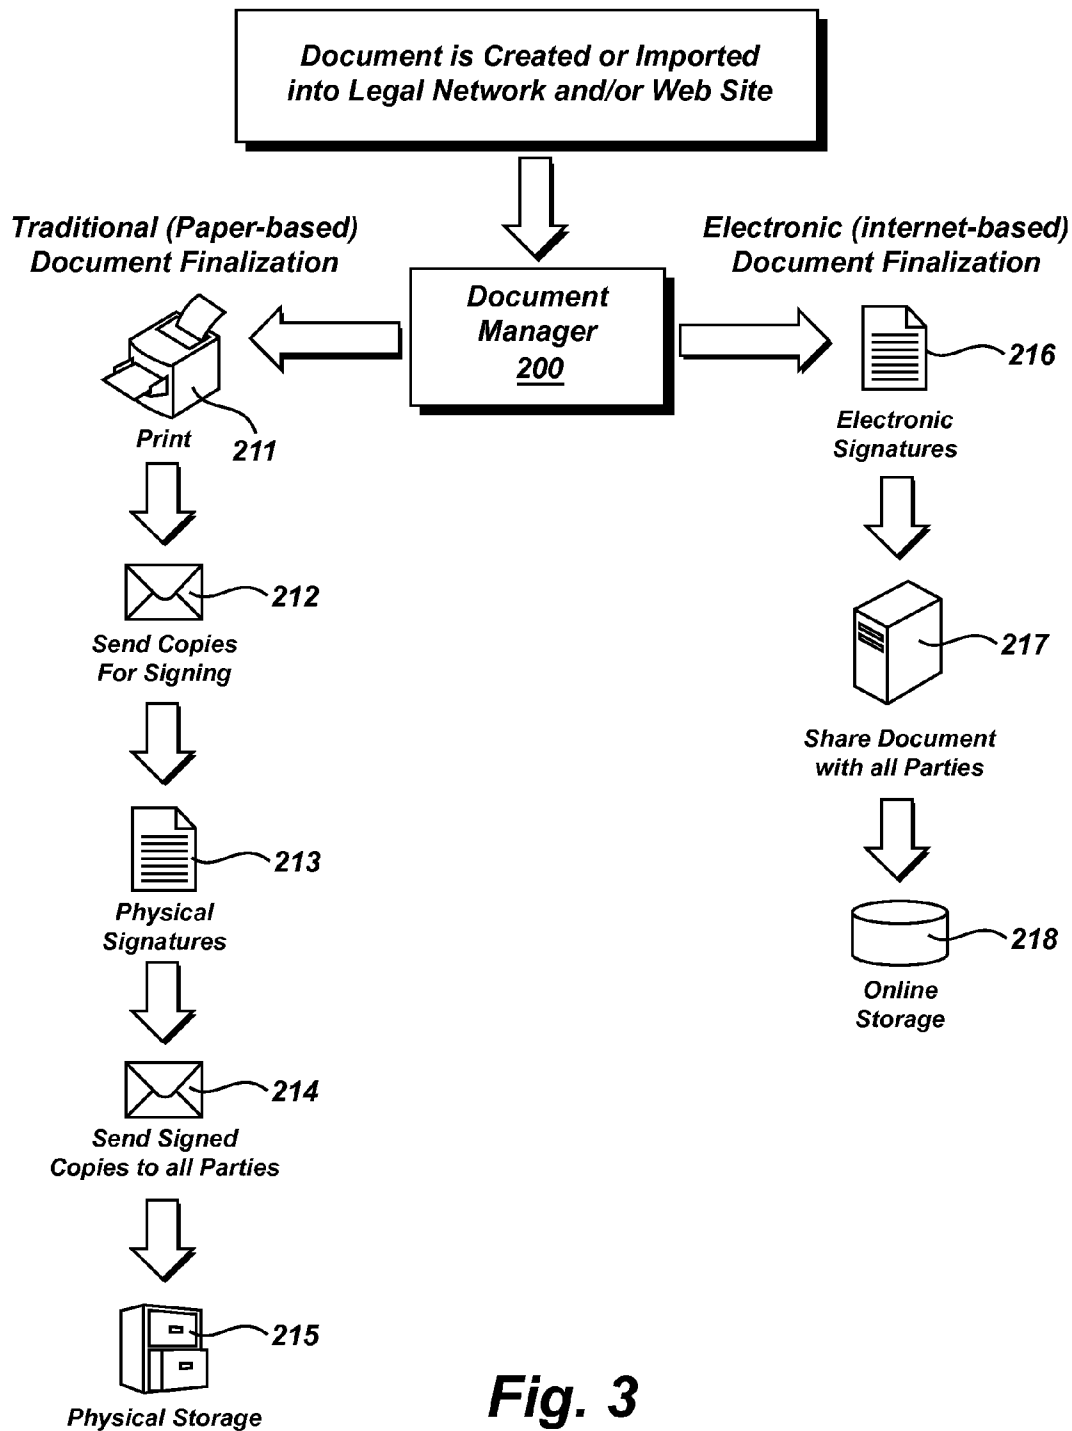 Document is Created or Imported
into Legal Network and/or Web Site
Traditional (Paper-based)
Document Finalization
Document
Manager
200
Electronic (internet-based)
Document Finalization
Print
211
212
Send Copies
For Signing
213
Physical
Signatures
214
Send Signed
Copies to all Parties
215
Physical Storage
216
Electronic
Signatures
217
Share Document
with all Parties
218
Online
Storage
Fig. 3